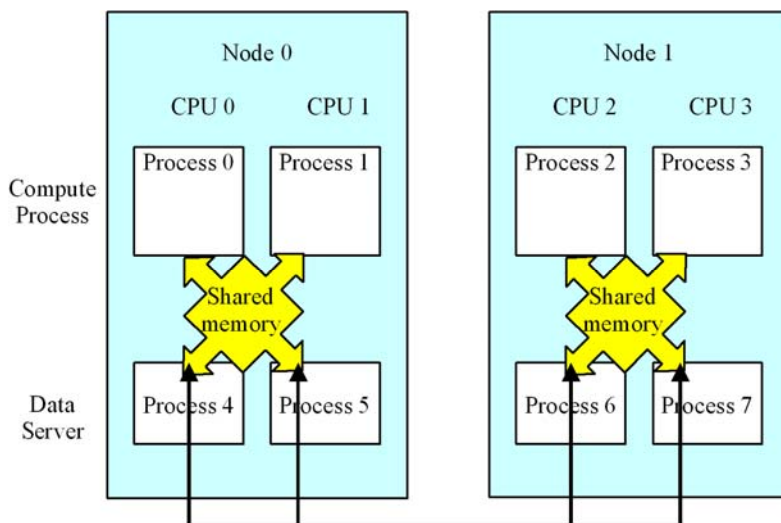 Node 0
Node 1
CPU 0
CPU 1
CPU 2
CPU 3
Compute
Process
Process 0
Process 1
Process 2
Process 3
Shared
memory
Shared
memory
Data
Server
Process 4
Process 5
Process 6
Process 7